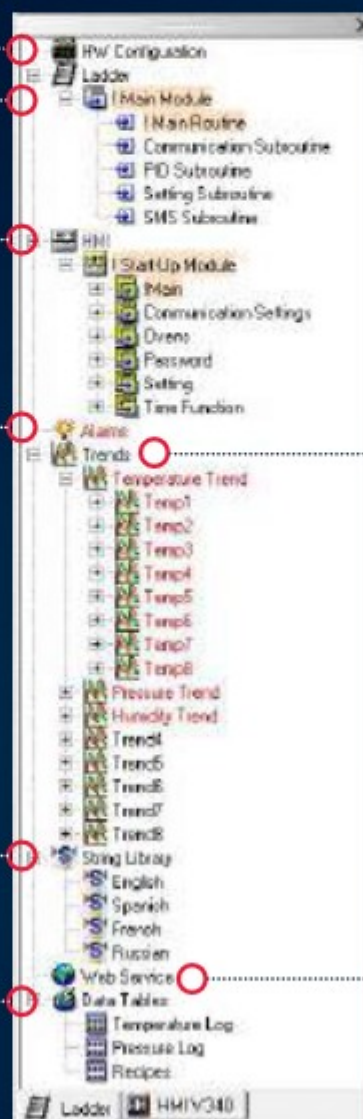 HW Configuration
Ladder
! Main Module
! Main Routine
Communication Subroutine
PID Subroutine
Setting Subroutine
SMS Subroutine
HMI
! Start-Up Module
!Main
Communication Settings
Ovens
Password
Setting
Time Function
Alarms
Trends
Temperature Trend
Temp1
Temp2
Temp3
Temp4
Temp5
Temp6
Temp7
Temp8
Pressure Trend
Humidity Trend
Trend4
Trend5
Trend6
Trend7
Trend8
String Library
English
Spanish
French
Russian
Web Service
Data Tables
Temperature Log
Pressure Log
Recipes
Ladder HMI V340